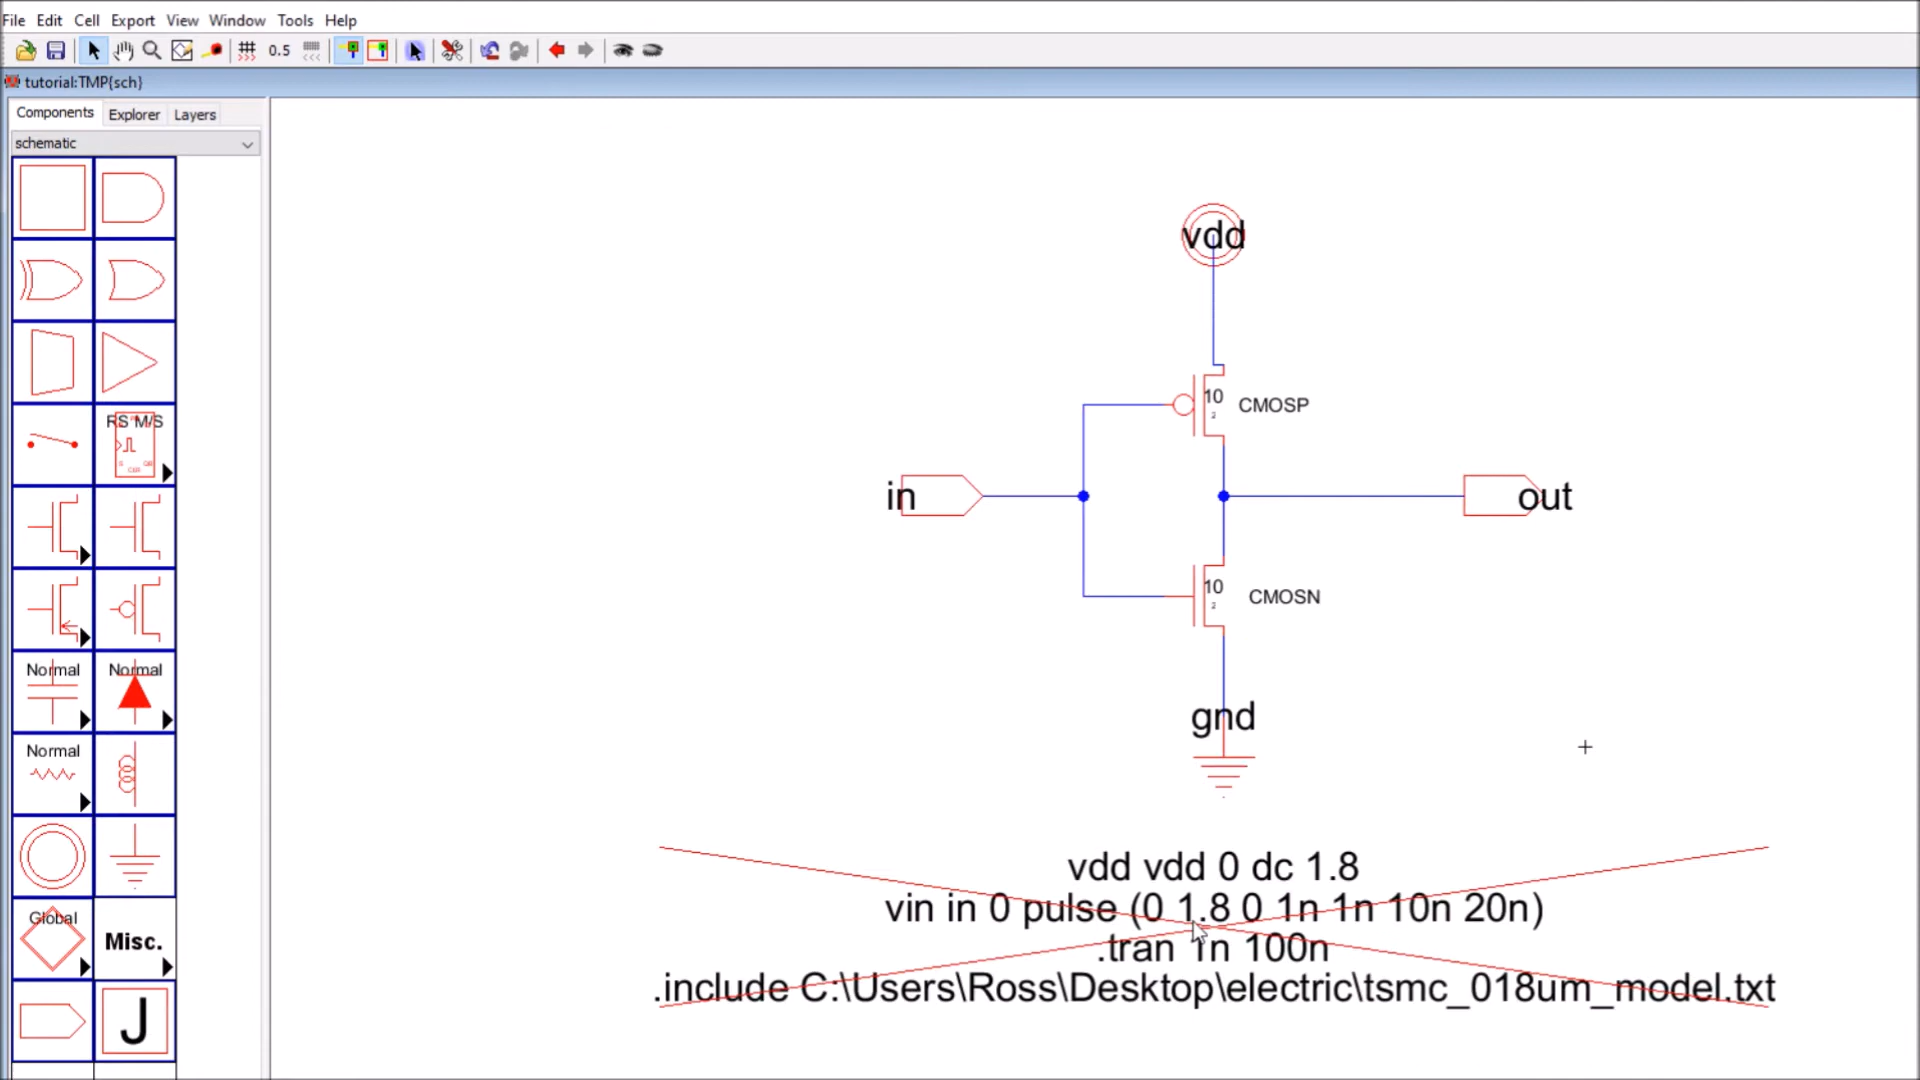 File Edit Cell Export View Window Tools Help
0.5
tutorial:TMP{sch}
Components Explorer Layers
schematic
RS M/S
Normal Normal
Normal
Global
Misc.
J
vdd
10
2
CMOSP
in
out
10
2
CMOSN
gnd
vdd vdd 0 dc 1.8
vin in 0 pulse (0 1.8 0 1n 1n 10n 20n)
.tran 1n 100n
.include C:\Users\Ross\Desktop\electric\tsmc_018um_model.txt